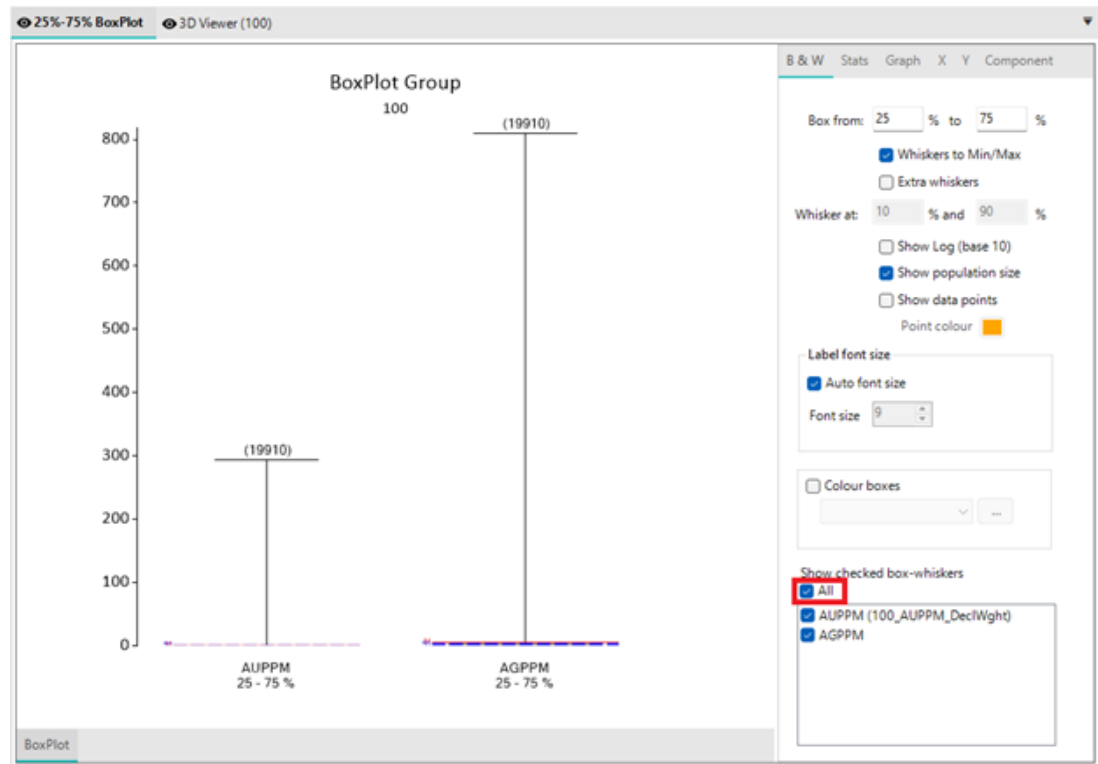 25%-75% BoxPlot 3D Viewer (100)
BoxPlot Group
100
800
700
600
500
400
300
200
100
0
(19910)
(19910)
AUPPM
25 - 75 %
AGPPM
25 - 75 %
BoxPlot
B & W Stats Graph X Y Component
Box from: 25 % to 75 %
Whiskers to Min/Max
Extra whiskers
Whisker at: 10 % and 90 %
Show Log (base 10)
Show population size
Show data points
Point colour
Label font size
Auto font size
Font size 9
Colour boxes
...
Show checked box-whiskers
All
AUPPM (100_AUPPM_DeclWght)
AGPPM